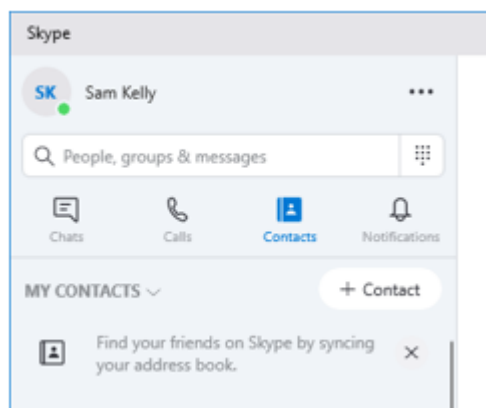 Skype
SK Sam Kelly
People, groups & messages
Chats Calls Contacts Notifications
MY CONTACTS + Contact
Find your friends on Skype by syncing
your address book.